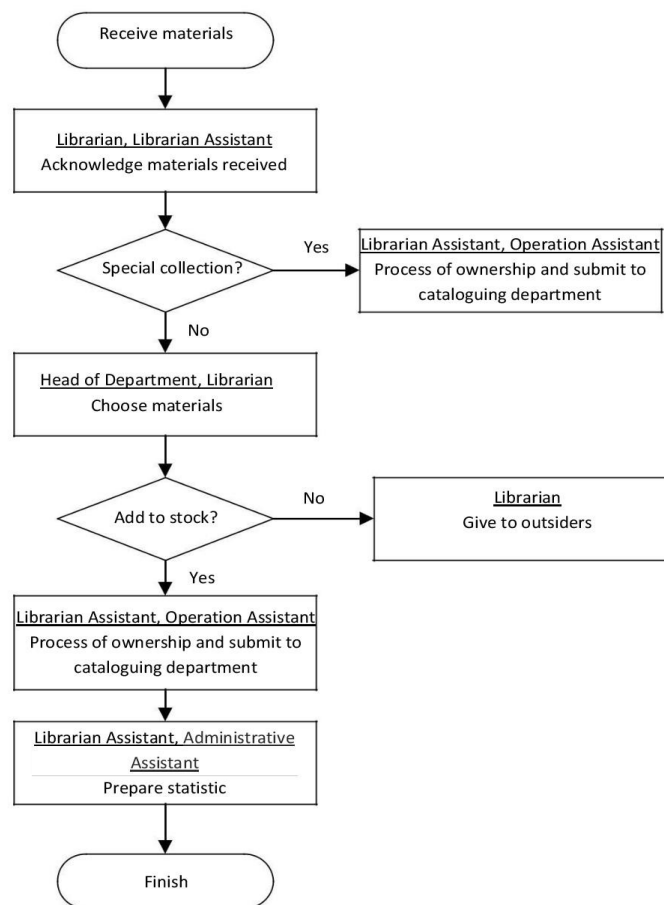 Receive materials
Librarian, Librarian Assistant
Acknowledge materials received
Special collection?
Yes
Librarian Assistant, Operation Assistant
Process of ownership and submit to
cataloguing department
No
Head of Department, Librarian
Choose materials
Add to stock?
No
Librarian
Give to outsiders
Yes
Librarian Assistant, Operation Assistant
Process of ownership and submit to
cataloguing department
Librarian Assistant, Administrative
Assistant
Prepare statistic
Finish